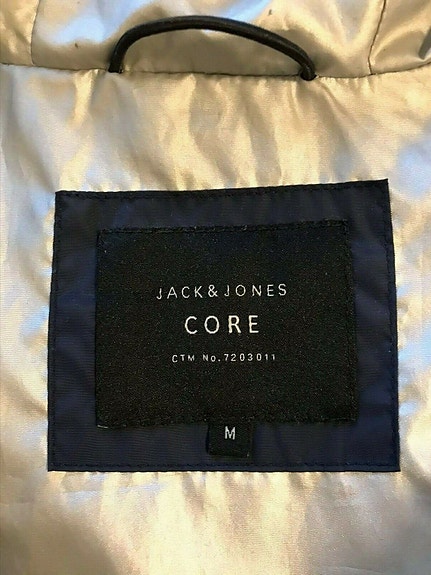 JACK & JONES
CORE
CTM No. 7203011
M